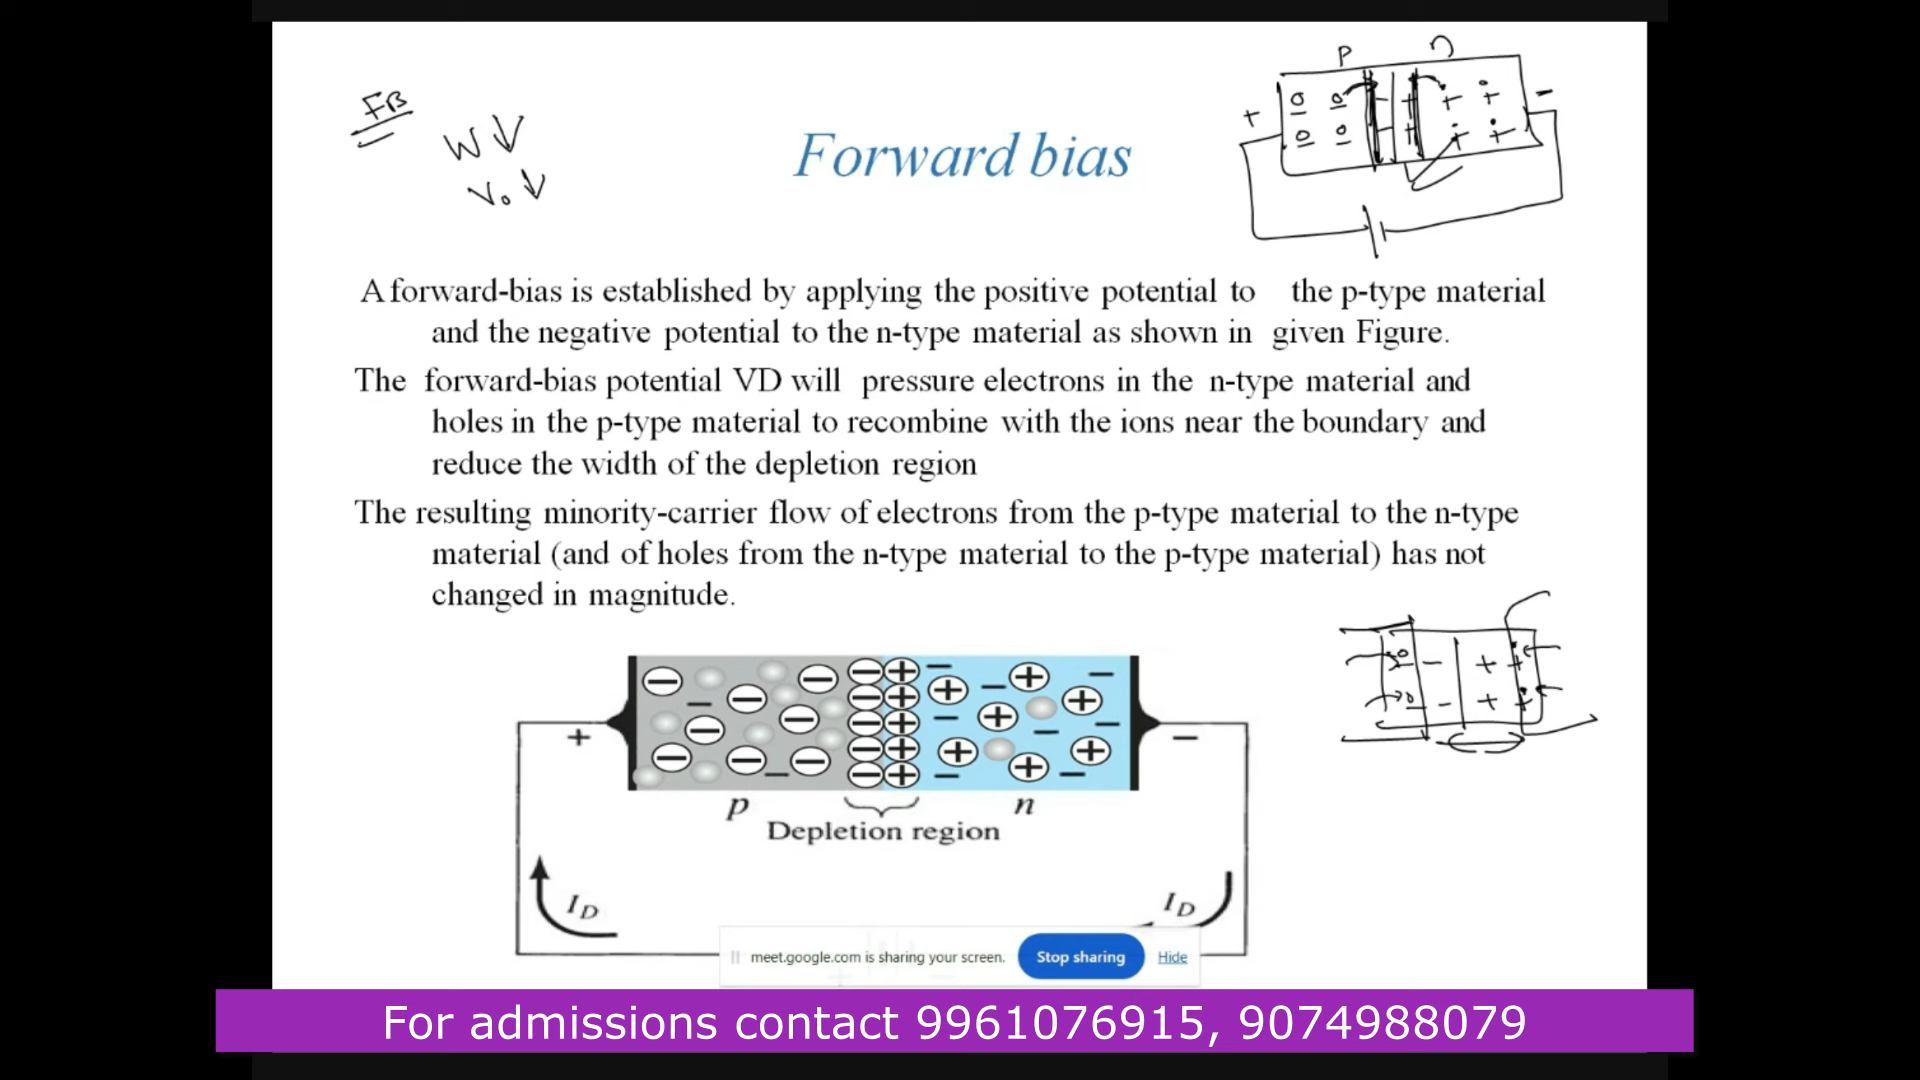 FB
W↓
V₀↓
p n
+ -
Forward bias
A forward-bias is established by applying the positive potential to the p-type material
and the negative potential to the n-type material as shown in given Figure.
The forward-bias potential VD will pressure electrons in the n-type material and
holes in the p-type material to recombine with the ions near the boundary and
reduce the width of the depletion region
The resulting minority-carrier flow of electrons from the p-type material to the n-type
material (and of holes from the n-type material to the p-type material) has not
changed in magnitude.
+ −
p n
Depletion region
I_D I_D
meet.google.com is sharing your screen. Stop sharing Hide
For admissions contact 9961076915, 9074988079